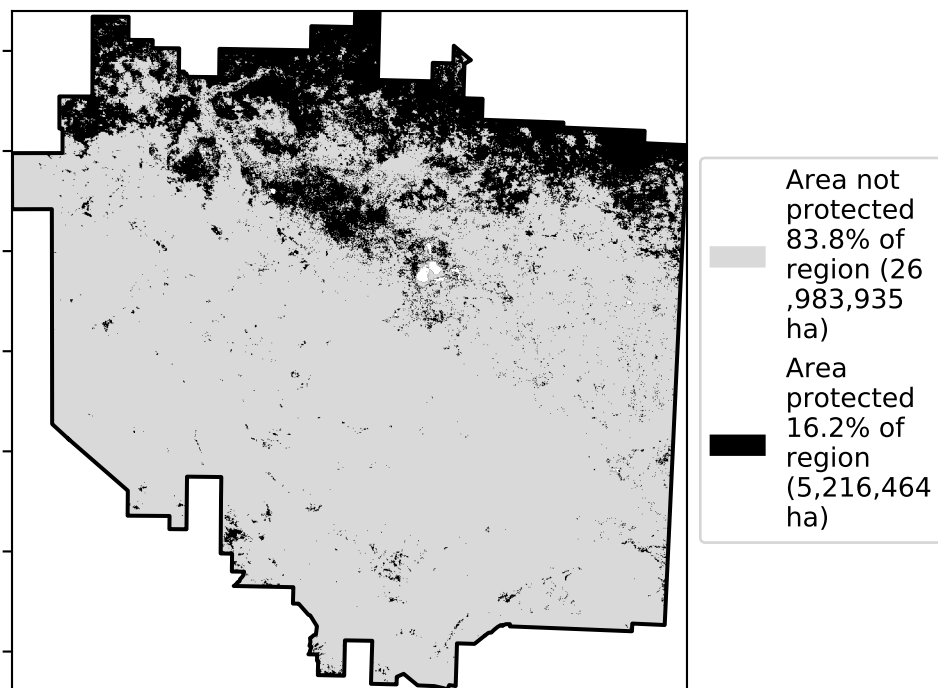 Area not
protected
83.8% of
region (26
,983,935
ha)
Area
protected
16.2% of
region
(5,216,464
ha)